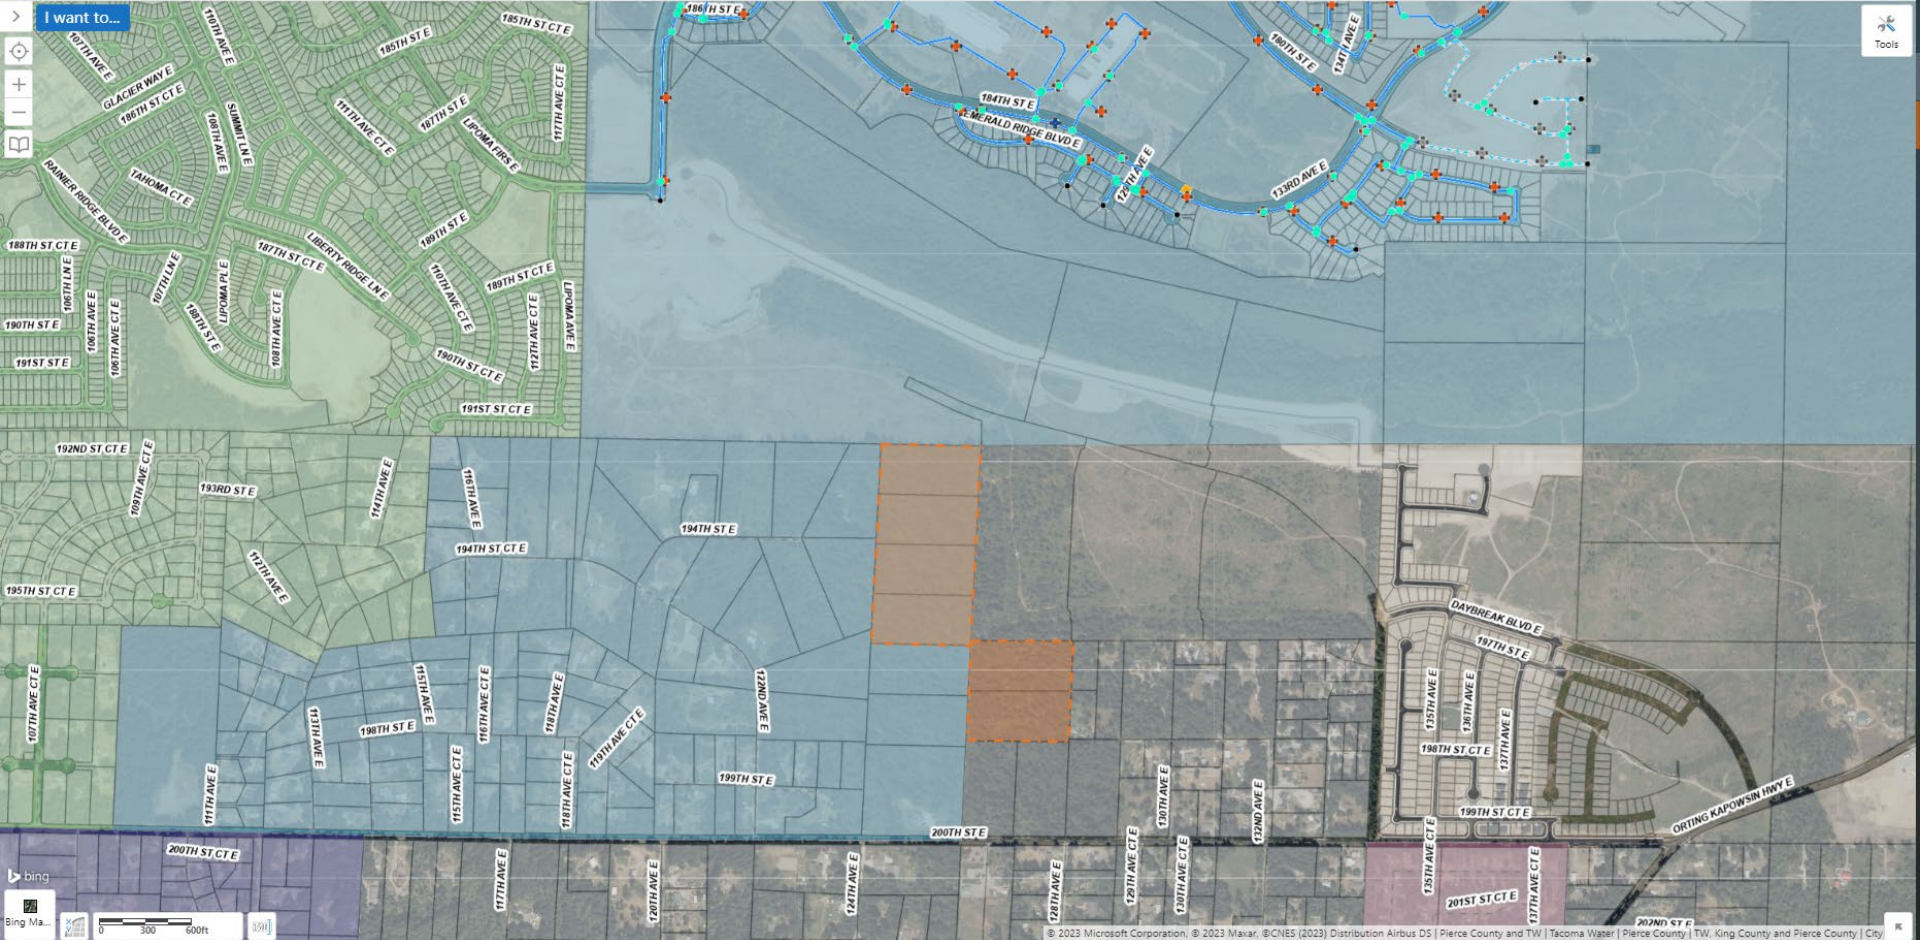 I want to...
Tools
186TH ST E
185TH ST CT E
110TH AVE E
107TH AVE E
185TH ST E
180TH ST E
134TH AVE E
GLACIER WAY E
186TH ST CT E
117TH AVE CT E
111TH AVE CT E
187TH ST E
184TH ST E
EMERALD RIDGE BLVD E
SUMMIT LN E
108TH AVE E
LIPOMA FIRS E
129TH AVE E
133RD AVE E
TAHOMA CT E
RAINIER RIDGE BLVD E
188TH ST CT E
187TH ST CT E
LIBERTY RIDGE LN E
189TH ST E
107TH LN E
106TH LN E
LIPOMA PL E
110TH AVE CT E
189TH ST CT E
190TH ST E
106TH AVE E
106TH AVE CT E
188TH ST E
108TH AVE CT E
112TH AVE CT E
LIPOMA AVE E
191ST ST E
190TH ST CT E
191ST ST CT E
192ND ST CT E
109TH AVE CT E
193RD ST E
114TH AVE E
116TH AVE E
194TH ST E
194TH ST CT E
112TH AVE E
195TH ST CT E
DAYBREAK BLVD E
197TH ST E
107TH AVE CT E
115TH AVE E
116TH AVE CT E
118TH AVE E
122ND AVE E
135TH AVE E
136TH AVE E
137TH AVE E
113TH AVE E
198TH ST E
119TH AVE CT E
198TH ST CT E
111TH AVE E
115TH AVE CT E
118TH AVE CT E
199TH ST E
130TH AVE E
132ND AVE E
199TH ST CT E
ORTING KAPOWSIN HWY E
200TH ST E
200TH ST CT E
117TH AVE E
120TH AVE E
124TH AVE E
128TH AVE E
129TH AVE CT E
130TH AVE CT E
135TH AVE CT E
137TH AVE CT E
201ST ST CT E
202ND ST E
bing
Bing Ma...
0 300 600ft
© 2023 Microsoft Corporation, © 2023 Maxar, ©CNES (2023) Distribution Airbus DS | Pierce County and TW | Tacoma Water | Pierce County | TW, King County and Pierce County | City